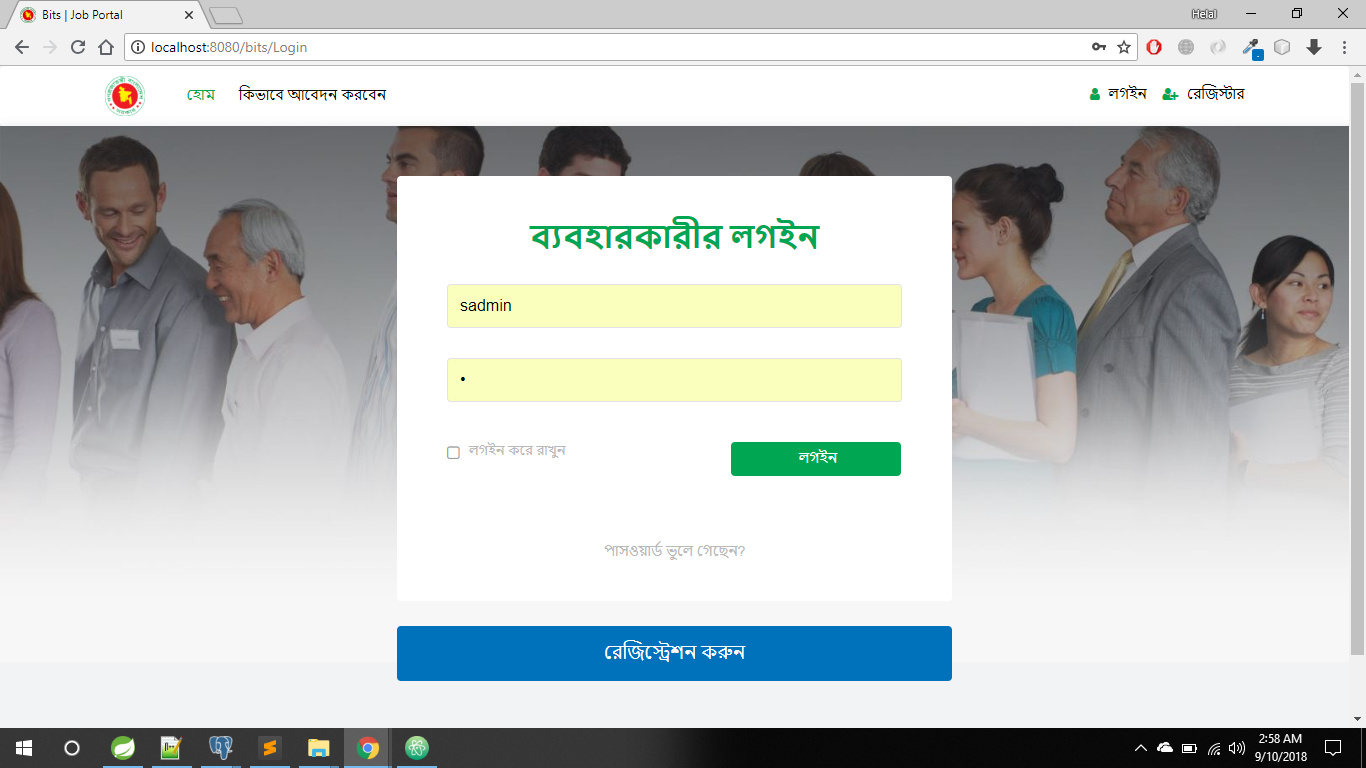 Bits | Job Portal
Helal
localhost:8080/bits/Login
হোম
কিভাবে আবেদন করবেন
লগইন
রেজিস্টার
ব্যবহারকারীর লগইন
sadmin
•
লগইন করে রাখুন
লগইন
পাসওয়ার্ড ভুলে গেছেন?
রেজিস্ট্রেশন করুন
2:58 AM
9/10/2018